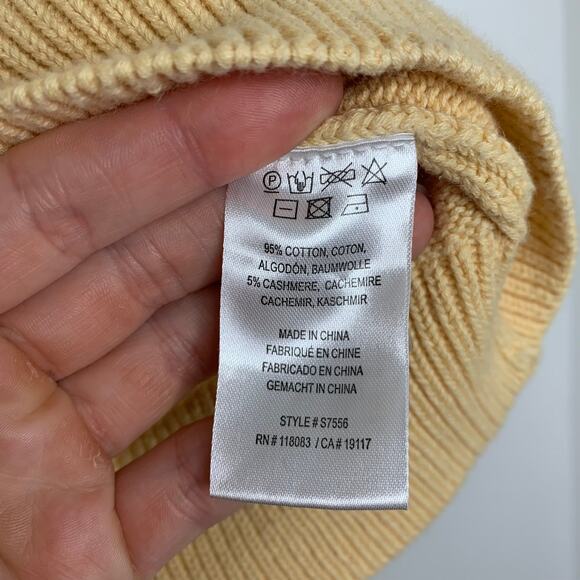 P
95% COTTON, COTON,
ALGODÓN, BAUMWOLLE
5% CASHMERE, CACHEMIRE
CACHEMIR, KASCHMIR
MADE IN CHINA
FABRIQUÉ EN CHINE
FABRICADO EN CHINA
GEMACHT IN CHINA
STYLE # S7556
RN # 118083 / CA# 19117